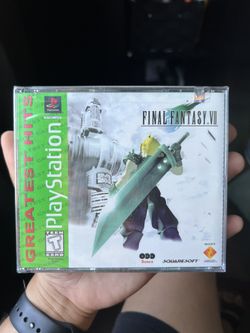 GREATEST HITS
PlayStation
FINAL FANTASY VII
T
SQUARESOFT